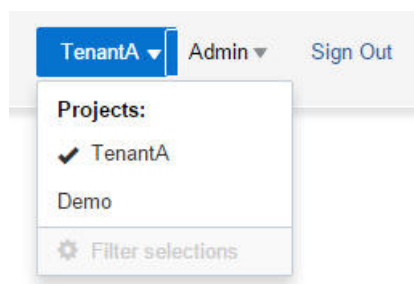 TenantA Admin Sign Out
Projects:
TenantA
Demo
Filter selections